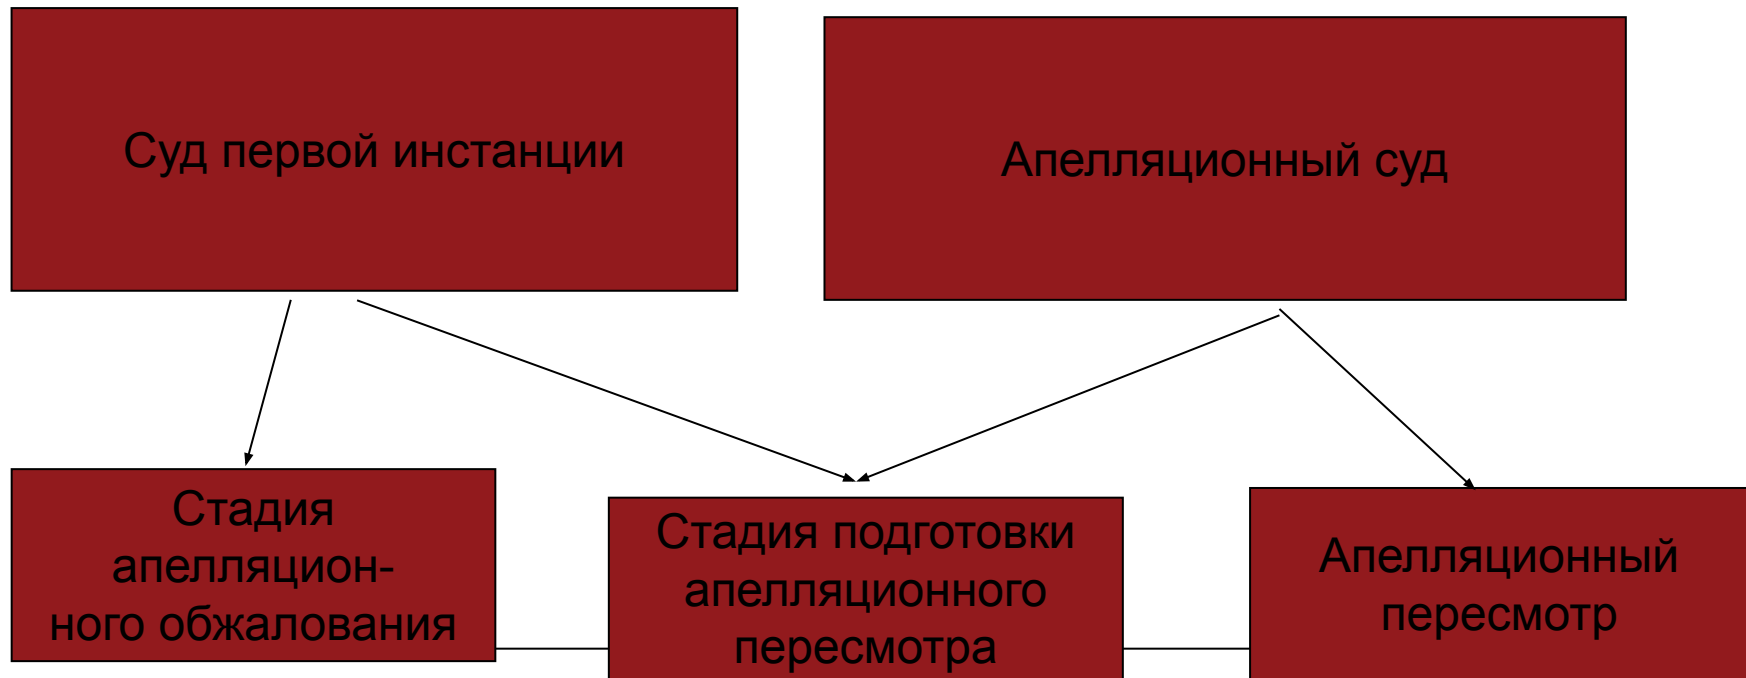 Суд первой инстанции
Апелляционный суд
Стадия
апелляцион-
ного обжалования
Стадия подготовки
апелляционного
пересмотра
Апелляционный
пересмотр